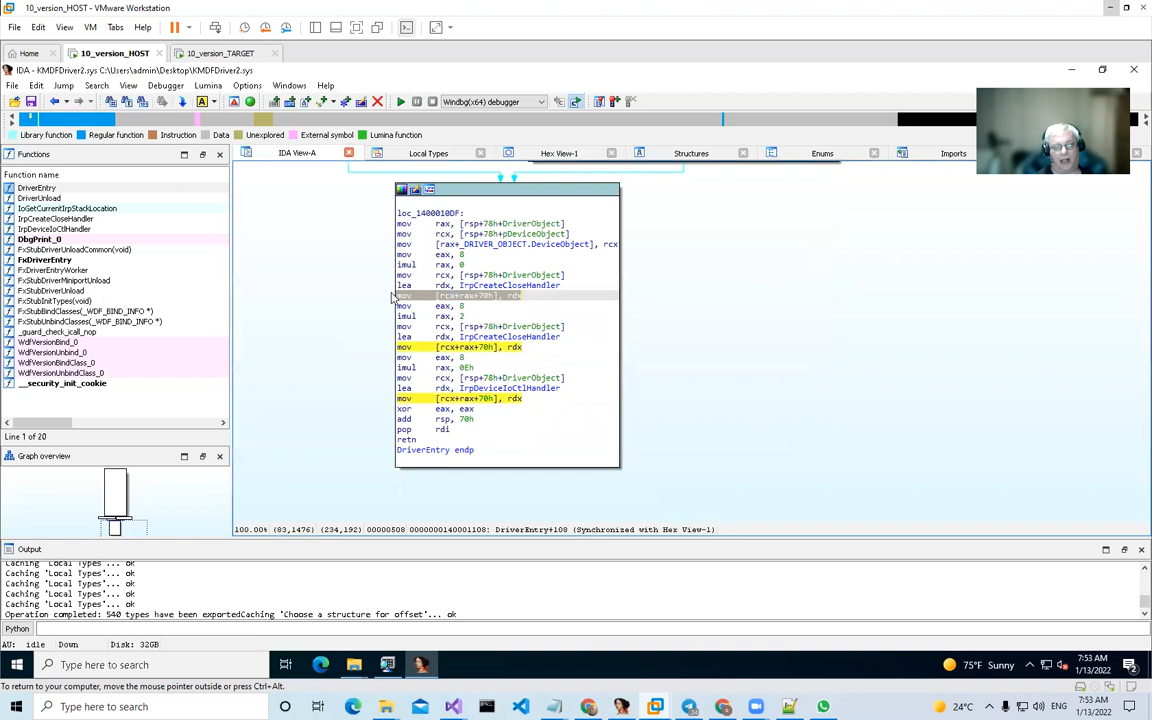 10_version_HOST - VMware Workstation
File Edit View VM Tabs Help
Home 10_version_HOST 10_version_TARGET
IDA - KMDFDriver2.sys C:\Users\admin\Desktop\KMDFDriver2.sys
File Edit Jump Search View Debugger Lumina Options Windows Help
Windbg(x64) debugger
Library function Regular function Instruction Data Unexplored External symbol Lumina function
Functions
IDA View-A Local Types Hex View-1 Structures Enums Imports
Function name
DriverEntry
DriverUnload
IoGetCurrentIrpStackLocation
IrpCreateCloseHandler
IrpDeviceIoCtlHandler
DbgPrint_0
FxStubDriverUnloadCommon(void)
FxDriverEntry
FxDriverEntryWorker
FxStubDriverMiniportUnload
FxStubDriverUnload
FxStubInitTypes(void)
FxStubBindClasses(_WDF_BIND_INFO *)
FxStubUnbindClasses(_WDF_BIND_INFO *)
_guard_check_icall_nop
WdfVersionBind_0
WdfVersionUnbind_0
WdfVersionBindClass_0
WdfVersionUnbindClass_0
__security_init_cookie
Line 1 of 20
Graph overview
loc_1400010DF:
mov rax, [rsp+78h+DriverObject]
mov rcx, [rsp+78h+pDeviceObject]
mov [rax+_DRIVER_OBJECT.DeviceObject], rcx
mov eax, 8
imul rax, 0
mov rcx, [rsp+78h+DriverObject]
lea rdx, IrpCreateCloseHandler
mov [rcx+rax+70h], rdx
mov eax, 8
imul rax, 2
mov rcx, [rsp+78h+DriverObject]
lea rdx, IrpCreateCloseHandler
mov [rcx+rax+70h], rdx
mov eax, 8
imul rax, 0Eh
mov rcx, [rsp+78h+DriverObject]
lea rdx, IrpDeviceIoCtlHandler
mov [rcx+rax+70h], rdx
xor eax, eax
add rsp, 70h
pop rdi
retn
DriverEntry endp
100.00% (83,1476) (234,192) 00000508 0000000140001108: DriverEntry+108 (Synchronized with Hex View-1)
Output
Caching 'Local Types'... ok
Caching 'Local Types'... ok
Caching 'Local Types'... ok
Caching 'Local Types'... ok
Caching 'Local Types'... ok
Operation completed: 540 types have been exportedCaching 'Choose a structure for offset'... ok
Python
AU: idle Down Disk: 32GB
Type here to search 75°F Sunny 7:53 AM 1/13/2022 2
To return to your computer, move the mouse pointer outside or press Ctrl+Alt.
Type here to search 24°C ENG 7:53 AM 1/13/2022